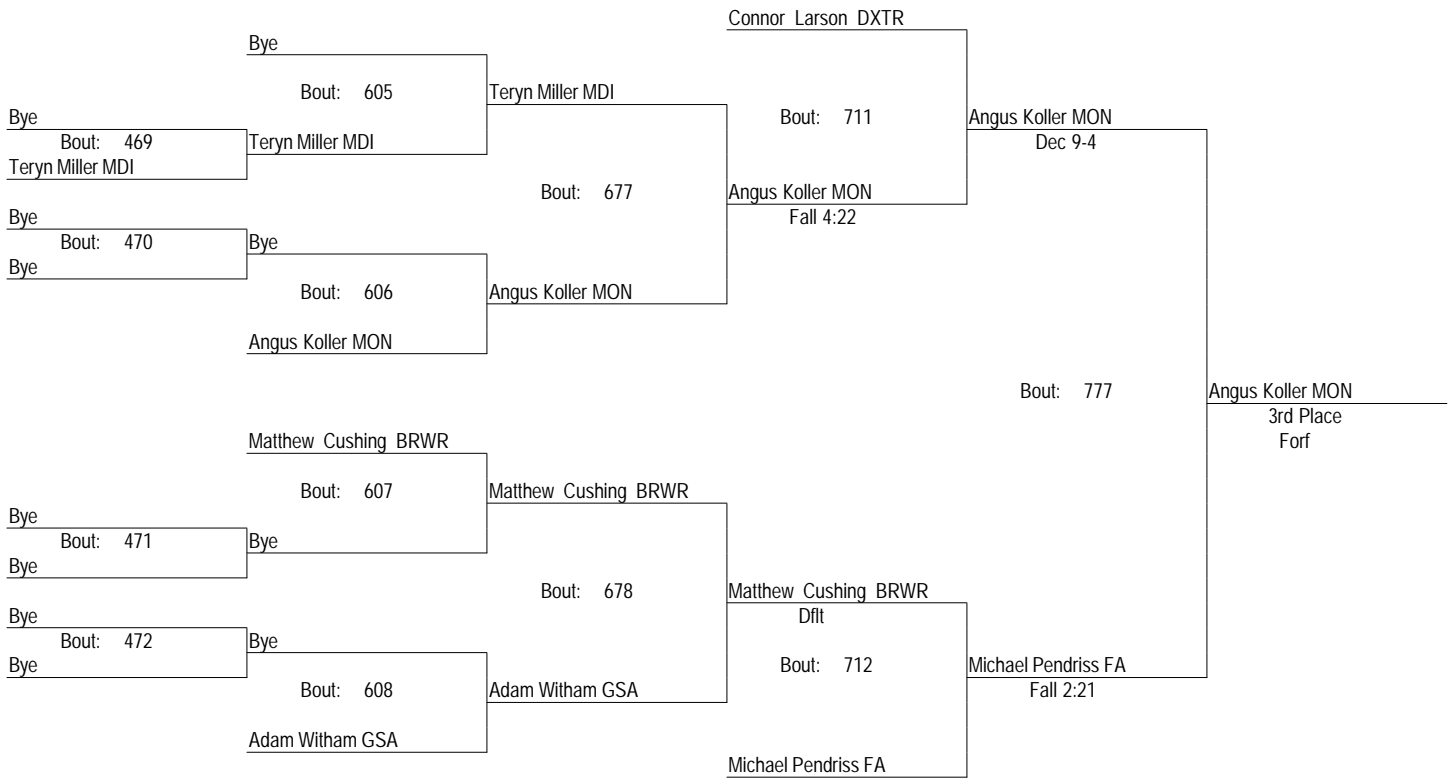 Connor Larson DXTR
Bye
Bout: 605
Teryn Miller MDI
Bye
Bout: 711
Angus Koller MON
Bout: 469
Teryn Miller MDI
Dec 9-4
Teryn Miller MDI
Bout: 677
Angus Koller MON
Bye
Fall 4:22
Bout: 470
Bye
Bye
Bout: 606
Angus Koller MON
Angus Koller MON
Bout: 777
Angus Koller MON
3rd Place
Forf
Matthew Cushing BRWR
Bout: 607
Matthew Cushing BRWR
Bye
Bout: 471
Bye
Bye
Bout: 678
Matthew Cushing BRWR
Bye
Dflt
Bout: 472
Bye
Bye
Bout: 712
Michael Pendriss FA
Bout: 608
Adam Witham GSA
Fall 2:21
Adam Witham GSA
Michael Pendriss FA